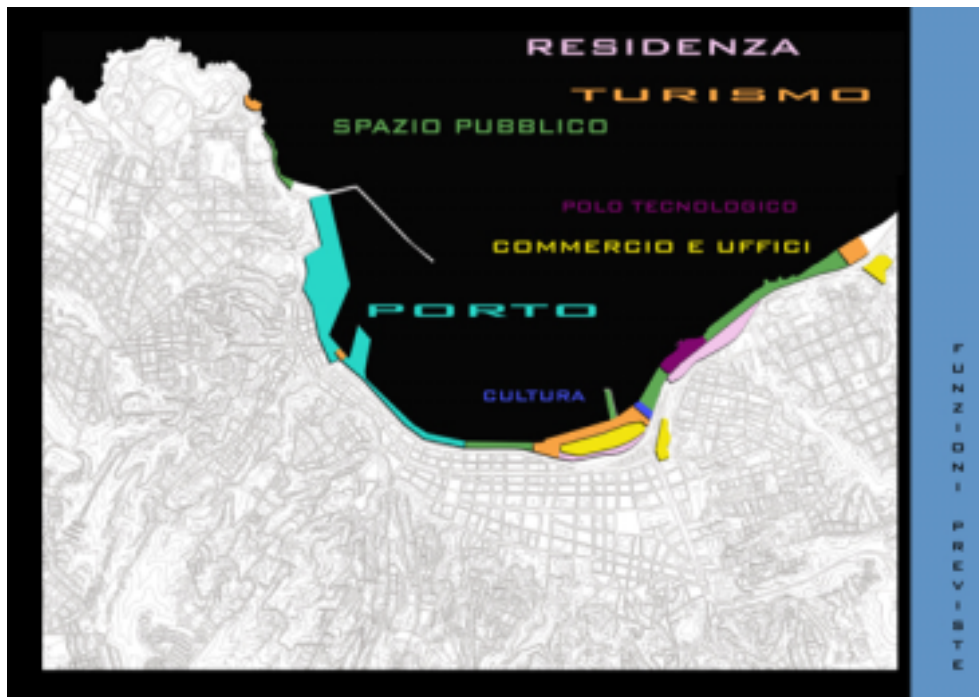 RESIDENZA
TURISMO
SPAZIO PUBBLICO
POLO TECNOLOGICO
COMMERCIO E UFFICI
PORTO
CULTURA
FUNZIONI PREVISTE